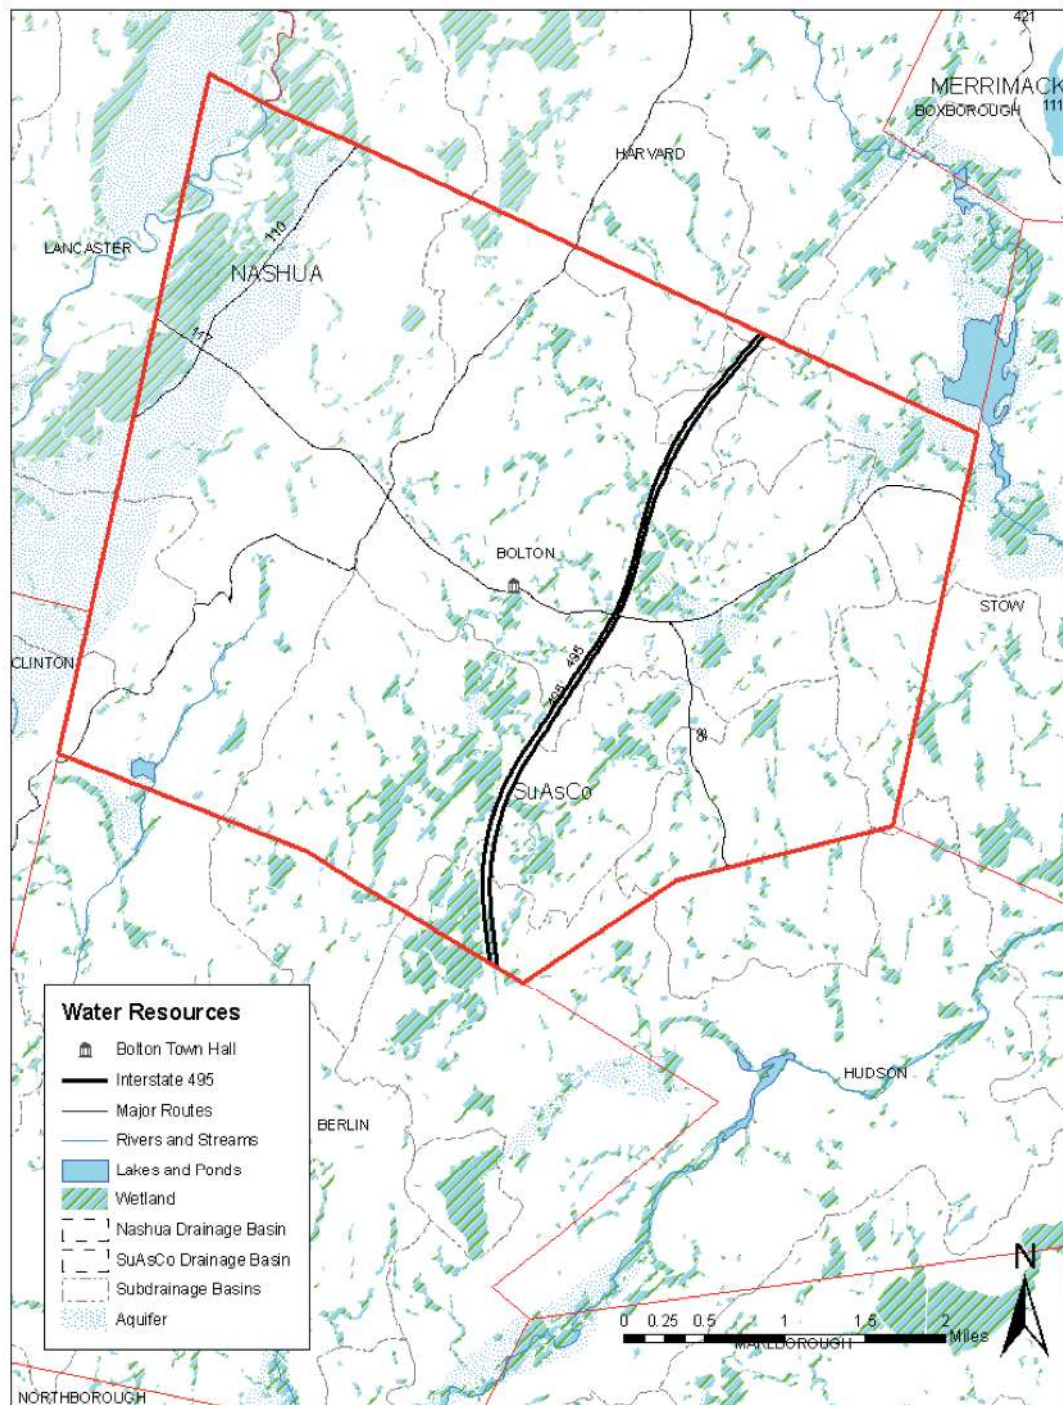 421
MERRIMACK
BOXBOROUGH
111
HARVARD
110
LANCASTER
NASHUA
117
BOLTON
STOW
CLINTON
495
495
85
SuAsCo
Water Resources
Bolton Town Hall
Interstate 495
Major Routes
Rivers and Streams
Lakes and Ponds
Wetland
Nashua Drainage Basin
SuAsCo Drainage Basin
Subdrainage Basins
Aquifer
HUDSON
BERLIN
N
0 0.25 0.5 1 1.5 2
Miles
MARLBOROUGH
NORTHBOROUGH